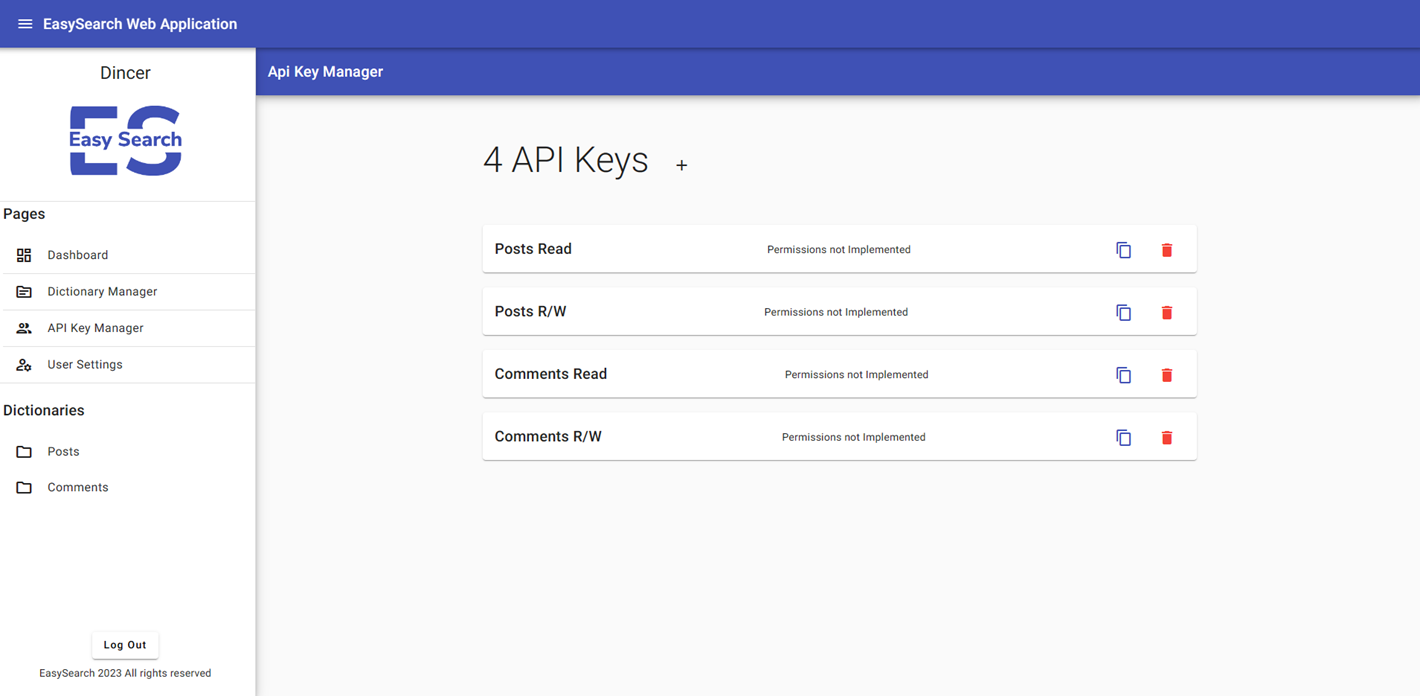 EasySearch Web Application
Dincer
ES
Easy Search
Pages
Dashboard
Dictionary Manager
API Key Manager
User Settings
Dictionaries
Posts
Comments
Log Out
EasySearch 2023 All rights reserved
Api Key Manager
4 API Keys +
Posts Read Permissions not Implemented
Posts R/W Permissions not Implemented
Comments Read Permissions not Implemented
Comments R/W Permissions not Implemented